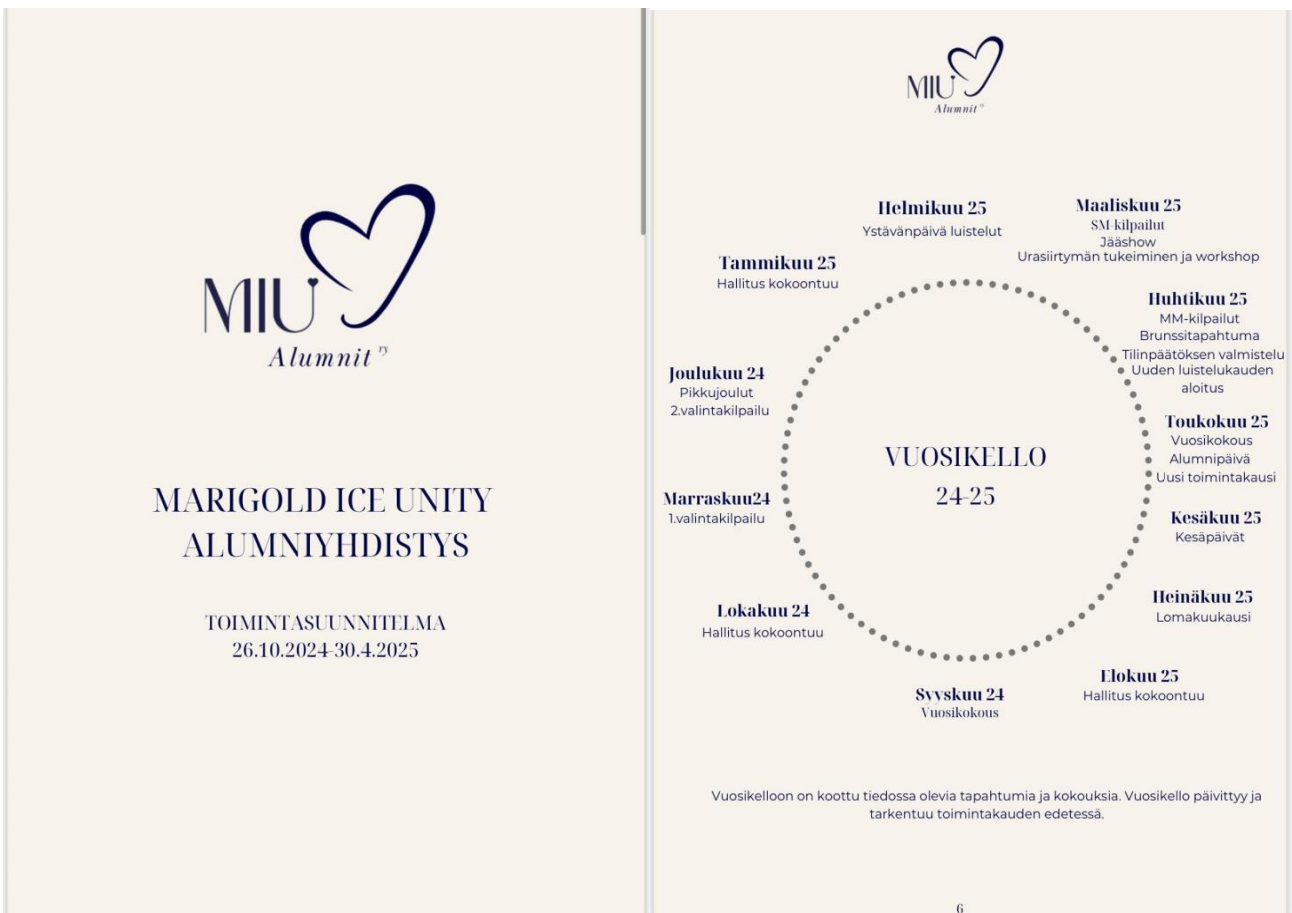 MIU
Alumnit ry
MARIGOLD ICE UNITY
ALUMNIYHDISTYS
TOIMINTASUUNNITELMA
26.10.2024-30.4.2025
MIU
Alumnit ry
Helmikuu 25
Ystävänpäivä luistelut
Maaliskuu 25
SM-kilpailut
Jääshow
Urasiirtymän tukeiminen ja workshop
Tammikuu 25
Hallitus kokoontuu
Huhtikuu 25
MM-kilpailut
Brunssitapahtuma
Tilinpäätöksen valmistelu
Uuden luistelukauden
aloitus
Joulukuu 24
Pikkujoulut
2.valintakilpailu
Toukokuu 25
Vuosikokous
Alumnipäivä
Uusi toimintakausi
VUOSIKELLO
24-25
Marraskuu24
1.valintakilpailu
Kesäkuu 25
Kesäpäivät
Heinäkuu 25
Lomakuukausi
Lokakuu 24
Hallitus kokoontuu
Elokuu 25
Hallitus kokoontuu
Syyskuu 24
Vuosikokous
Vuosikelloon on koottu tiedossa olevia tapahtumia ja kokouksia. Vuosikello päivittyy ja
tarkentuu toimintakauden edetessä.
6